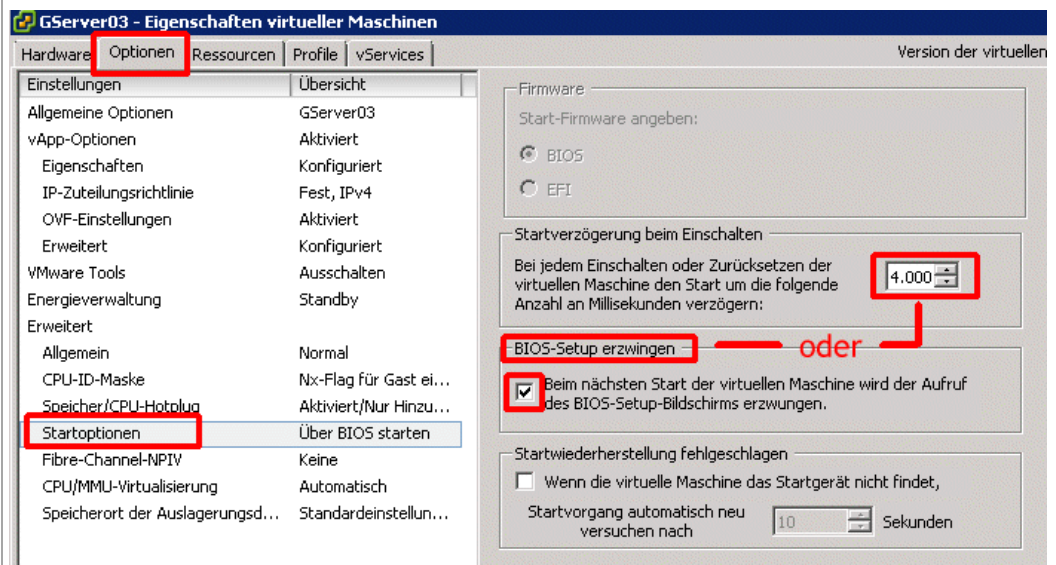 GServer03 - Eigenschaften virtueller Maschinen
Hardware Optionen Ressourcen Profile vServices Version der virtuellen
Einstellungen Übersicht
Allgemeine Optionen GServer03
vApp-Optionen Aktiviert
Eigenschaften Konfiguriert
IP-Zuteilungsrichtlinie Fest, IPv4
OVF-Einstellungen Aktiviert
Erweitert Konfiguriert
VMware Tools Ausschalten
Energieverwaltung Standby
Erweitert
Allgemein Normal
CPU-ID-Maske Nx-Flag für Gast ei...
Speicher/CPU-Hotplug Aktiviert/Nur Hinzu...
Startoptionen Über BIOS starten
Fibre-Channel-NPIV Keine
CPU/MMU-Virtualisierung Automatisch
Speicherort der Auslagerungsd... Standardeinstellun...
Firmware
Start-Firmware angeben:
BIOS
EFI
Startverzögerung beim Einschalten
Bei jedem Einschalten oder Zurücksetzen der
virtuellen Maschine den Start um die folgende
Anzahl an Millisekunden verzögern:
4.000
BIOS-Setup erzwingen oder
Beim nächsten Start der virtuellen Maschine wird der Aufruf
des BIOS-Setup-Bildschirms erzwungen.
Startwiederherstellung fehlgeschlagen
Wenn die virtuelle Maschine das Startgerät nicht findet,
Startvorgang automatisch neu
versuchen nach
10 Sekunden